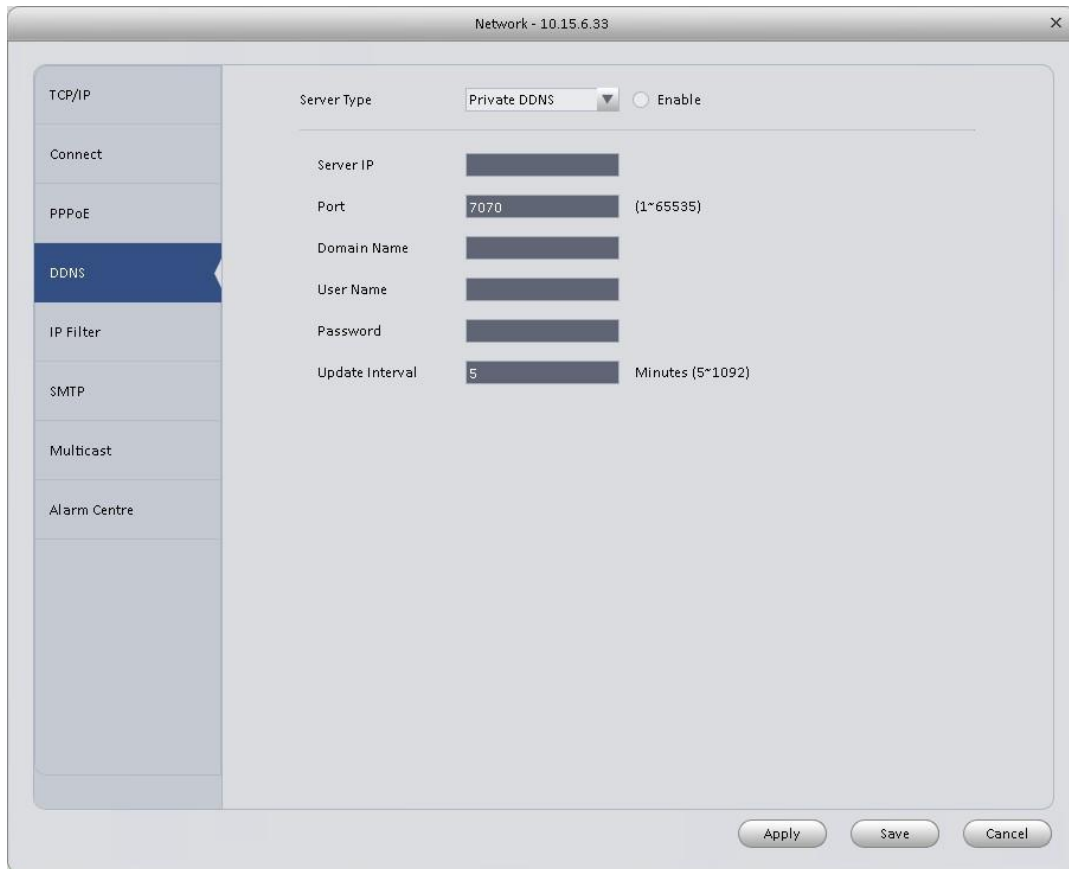 Network - 10.15.6.33
TCP/IP
Connect
PPPoE
DDNS
IP Filter
SMTP
Multicast
Alarm Centre
Server Type Private DDNS Enable
Server IP
Port 7070 (1~65535)
Domain Name
User Name
Password
Update Interval 5 Minutes (5~1092)
Apply Save Cancel